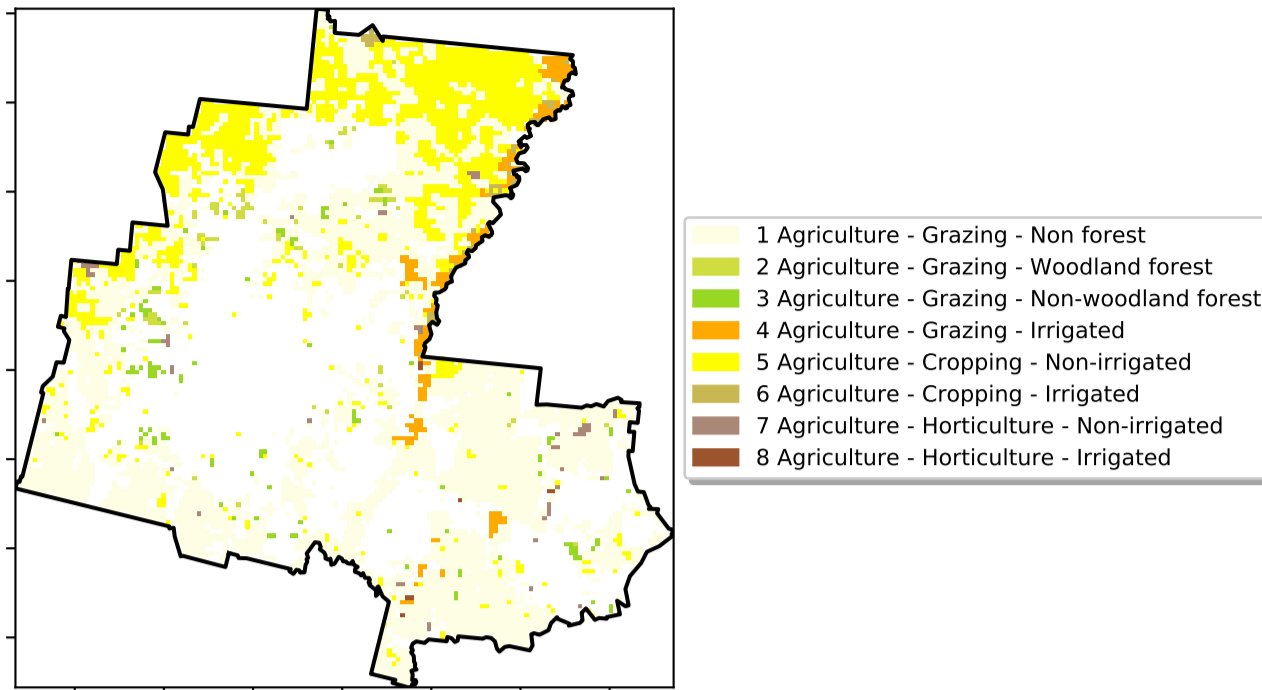 1 Agriculture - Grazing - Non forest
2 Agriculture - Grazing - Woodland forest
3 Agriculture - Grazing - Non-woodland forest
4 Agriculture - Grazing - Irrigated
5 Agriculture - Cropping - Non-irrigated
6 Agriculture - Cropping - Irrigated
7 Agriculture - Horticulture - Non-irrigated
8 Agriculture - Horticulture - Irrigated